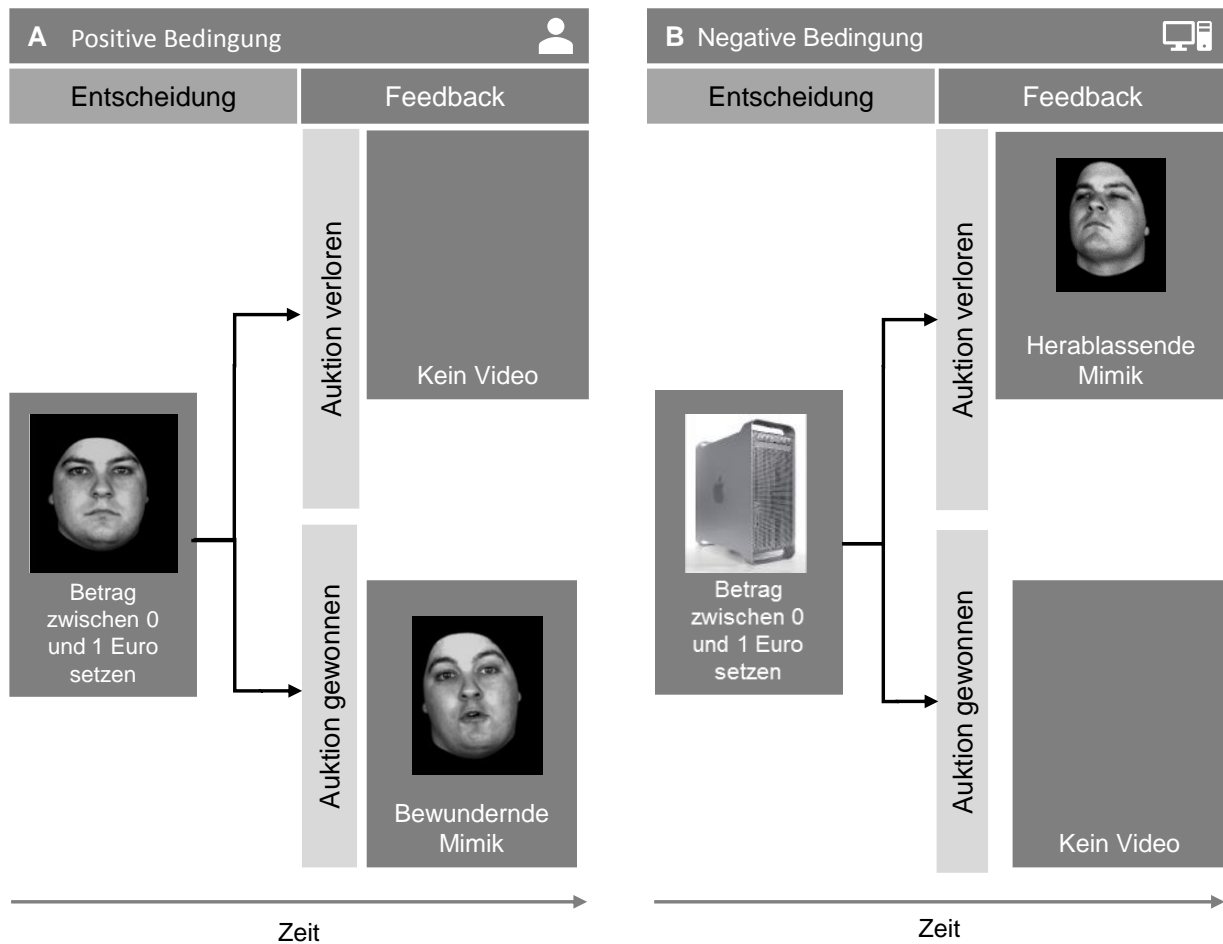 A Positive Bedingung
Entscheidung
Feedback
Auktion verloren
Kein Video
Betrag
zwischen 0
und 1 Euro
setzen
Auktion gewonnen
Bewundernde
Mimik
Zeit
B Negative Bedingung
Entscheidung
Feedback
Auktion verloren
Herablassende
Mimik
Betrag
zwischen 0
und 1 Euro
setzen
Auktion gewonnen
Kein Video
Zeit